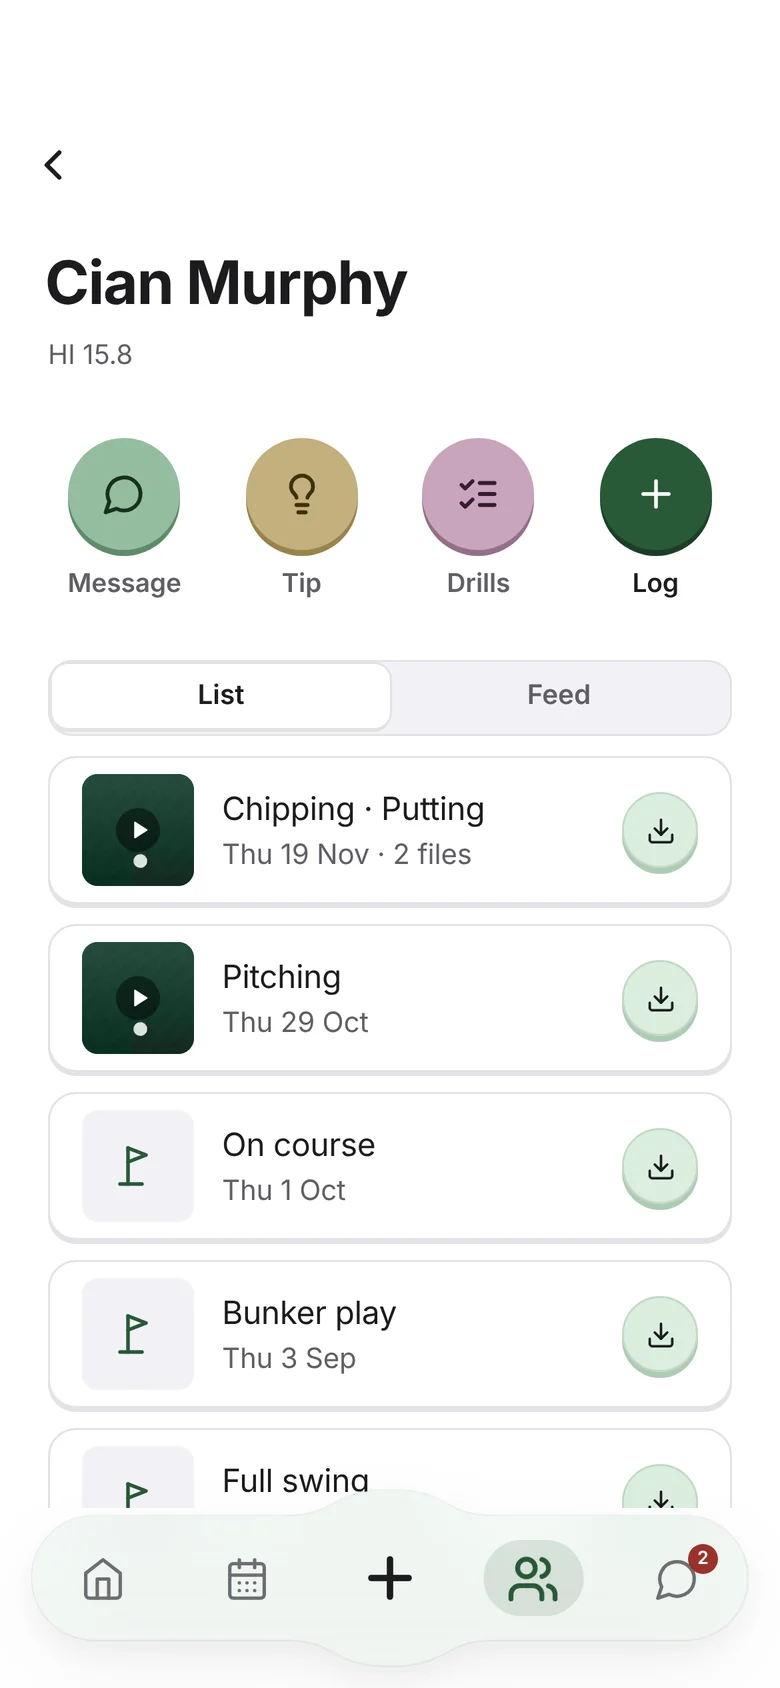 Cian Murphy
HI 15.8
Message
Tip
Drills
Log
List
Feed
Chipping · Putting
Thu 19 Nov · 2 files
Pitching
Thu 29 Oct
On course
Thu 1 Oct
Bunker play
Thu 3 Sep
Full swing
2